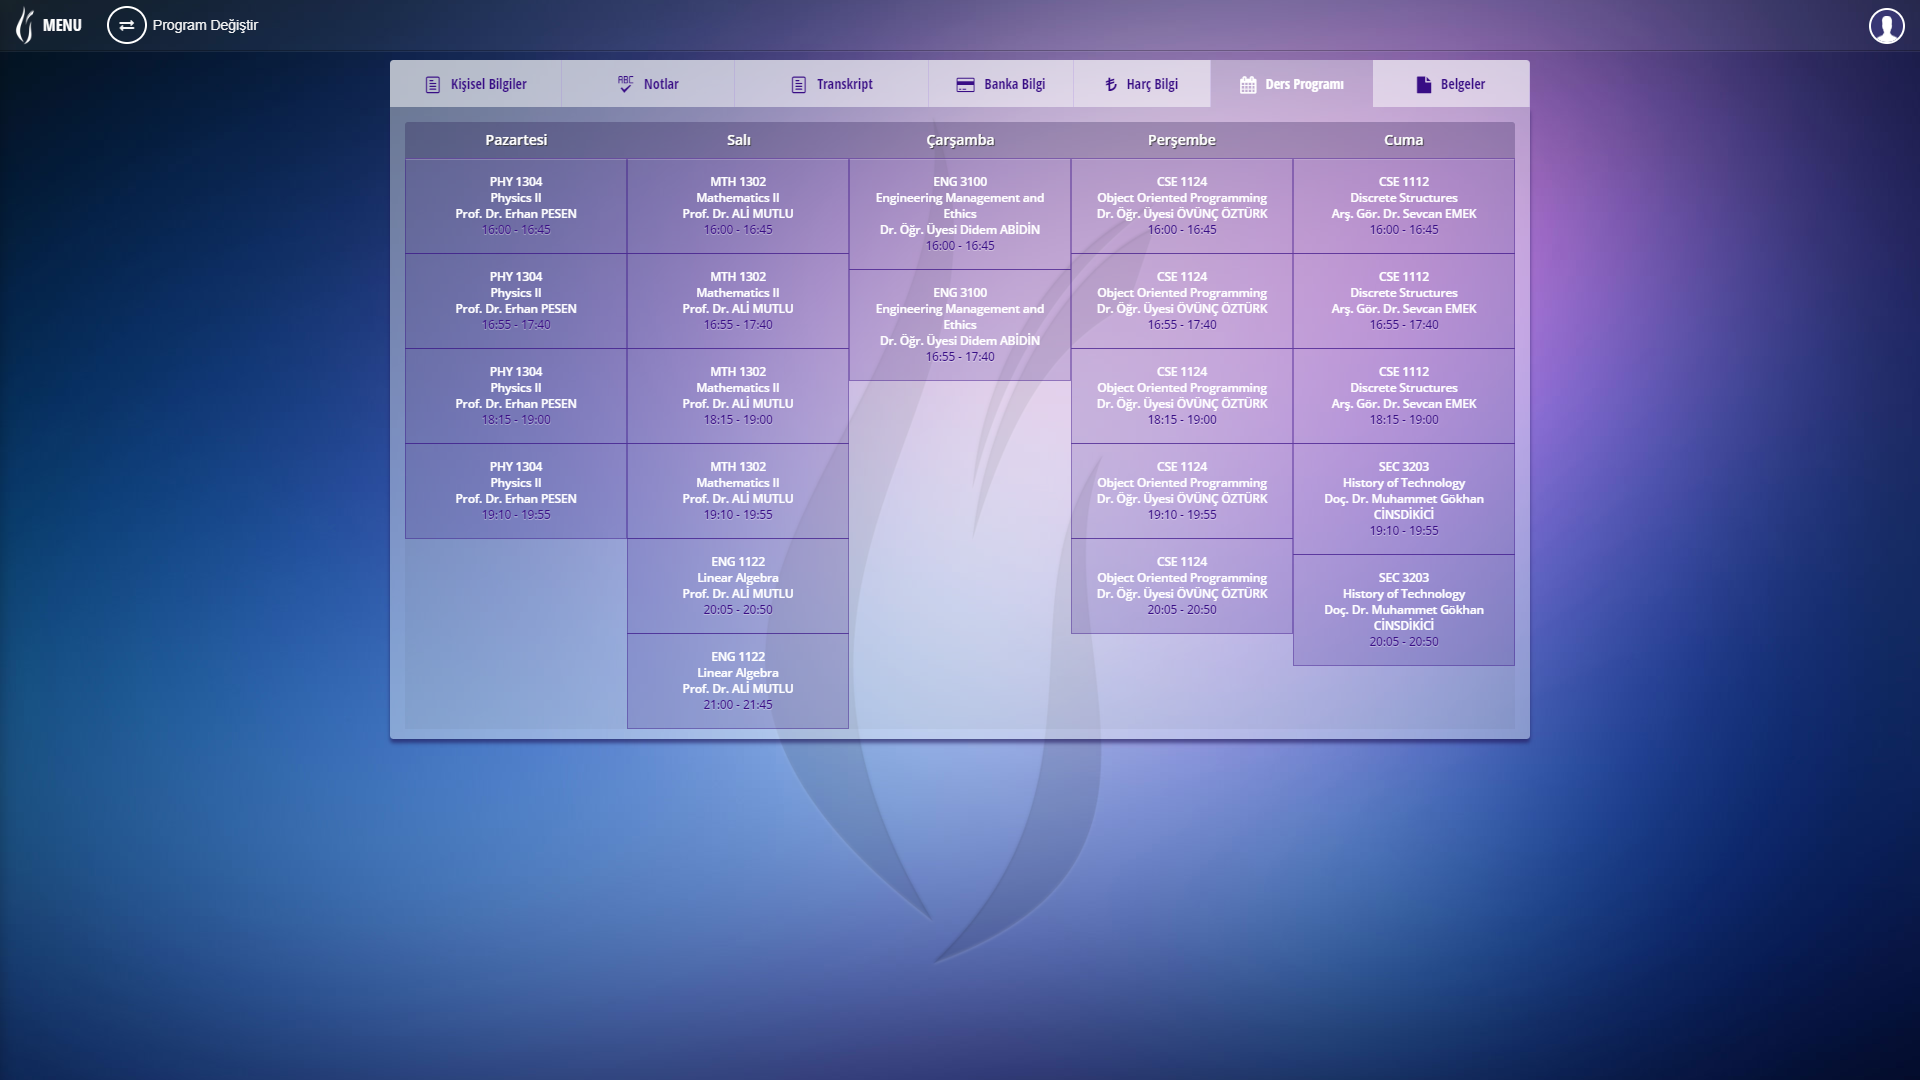 MENU
Program Değiştir
Kişisel Bilgiler
ABC
Notlar
Transkript
Banka Bilgi
Harç Bilgi
Ders Programı
Belgeler
Pazartesi
Salı
Çarşamba
Perşembe
Cuma
PHY 1304
Physics II
Prof. Dr. Erhan PESEN
16:00 - 16:45
PHY 1304
Physics II
Prof. Dr. Erhan PESEN
16:55 - 17:40
PHY 1304
Physics II
Prof. Dr. Erhan PESEN
18:15 - 19:00
PHY 1304
Physics II
Prof. Dr. Erhan PESEN
19:10 - 19:55
MTH 1302
Mathematics II
Prof. Dr. ALİ MUTLU
16:00 - 16:45
MTH 1302
Mathematics II
Prof. Dr. ALİ MUTLU
16:55 - 17:40
MTH 1302
Mathematics II
Prof. Dr. ALİ MUTLU
18:15 - 19:00
MTH 1302
Mathematics II
Prof. Dr. ALİ MUTLU
19:10 - 19:55
ENG 1122
Linear Algebra
Prof. Dr. ALİ MUTLU
20:05 - 20:50
ENG 1122
Linear Algebra
Prof. Dr. ALİ MUTLU
21:00 - 21:45
ENG 3100
Engineering Management and
Ethics
Dr. Öğr. Üyesi Didem ABİDİN
16:00 - 16:45
ENG 3100
Engineering Management and
Ethics
Dr. Öğr. Üyesi Didem ABİDİN
16:55 - 17:40
CSE 1124
Object Oriented Programming
Dr. Öğr. Üyesi ÖVÜNÇ ÖZTÜRK
16:00 - 16:45
CSE 1124
Object Oriented Programming
Dr. Öğr. Üyesi ÖVÜNÇ ÖZTÜRK
16:55 - 17:40
CSE 1124
Object Oriented Programming
Dr. Öğr. Üyesi ÖVÜNÇ ÖZTÜRK
18:15 - 19:00
CSE 1124
Object Oriented Programming
Dr. Öğr. Üyesi ÖVÜNÇ ÖZTÜRK
19:10 - 19:55
CSE 1124
Object Oriented Programming
Dr. Öğr. Üyesi ÖVÜNÇ ÖZTÜRK
20:05 - 20:50
CSE 1112
Discrete Structures
Arş. Gör. Dr. Sevcan EMEK
16:00 - 16:45
CSE 1112
Discrete Structures
Arş. Gör. Dr. Sevcan EMEK
16:55 - 17:40
CSE 1112
Discrete Structures
Arş. Gör. Dr. Sevcan EMEK
18:15 - 19:00
SEC 3203
History of Technology
Doç. Dr. Muhammet Gökhan
CİNSDİKİCİ
19:10 - 19:55
SEC 3203
History of Technology
Doç. Dr. Muhammet Gökhan
CİNSDİKİCİ
20:05 - 20:50